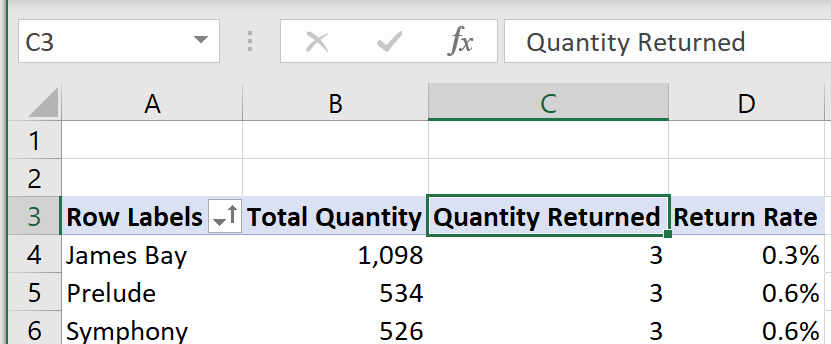 C3 fx Quantity Returned
A B C D
1
2
3 Row Labels Total Quantity Quantity Returned Return Rate
4 James Bay 1,098 3 0.3%
5 Prelude 534 3 0.6%
6 Symphony 526 3 0.6%